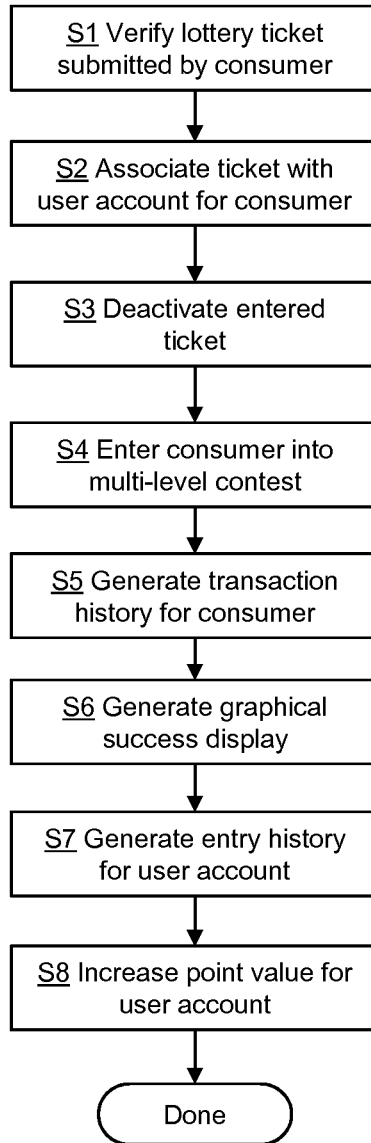 S1 Verify lottery ticket
submitted by consumer
S2 Associate ticket with
user account for consumer
S3 Deactivate entered
ticket
S4 Enter consumer into
multi-level contest
S5 Generate transaction
history for consumer
S6 Generate graphical
success display
S7 Generate entry history
for user account
S8 Increase point value for
user account
Done